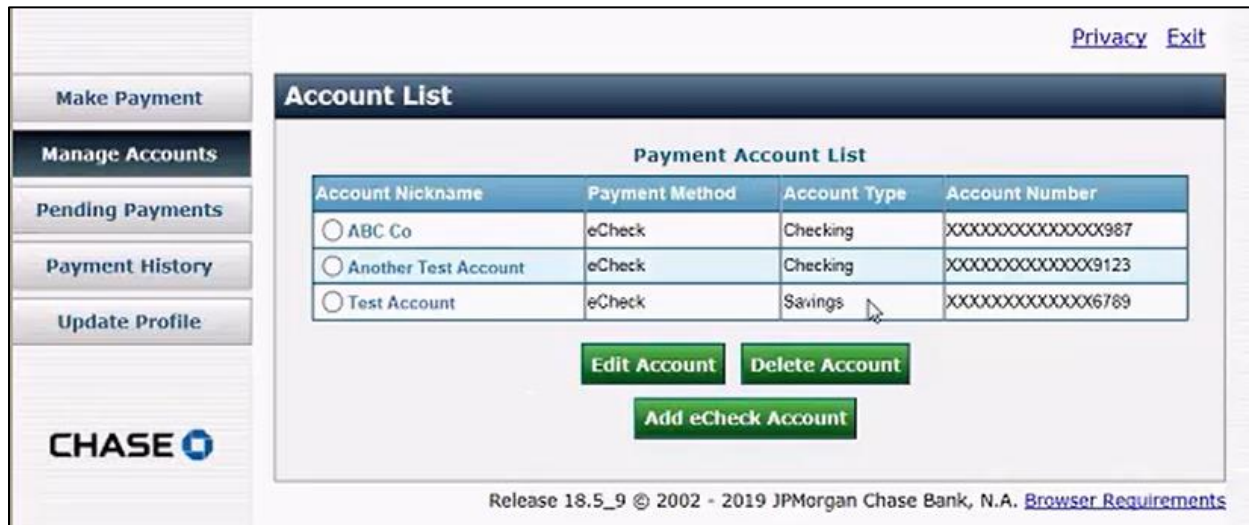 Privacy Exit
Make Payment
Manage Accounts
Pending Payments
Payment History
Update Profile
CHASE
Account List
Payment Account List
Account Nickname Payment Method Account Type Account Number
ABC Co eCheck Checking XXXXXXXXXXXXXX987
Another Test Account eCheck Checking XXXXXXXXXXXXX9123
Test Account eCheck Savings XXXXXXXXXXXXX6789
Edit Account Delete Account
Add eCheck Account
Release 18.5_9 © 2002 - 2019 JPMorgan Chase Bank, N.A. Browser Requirements